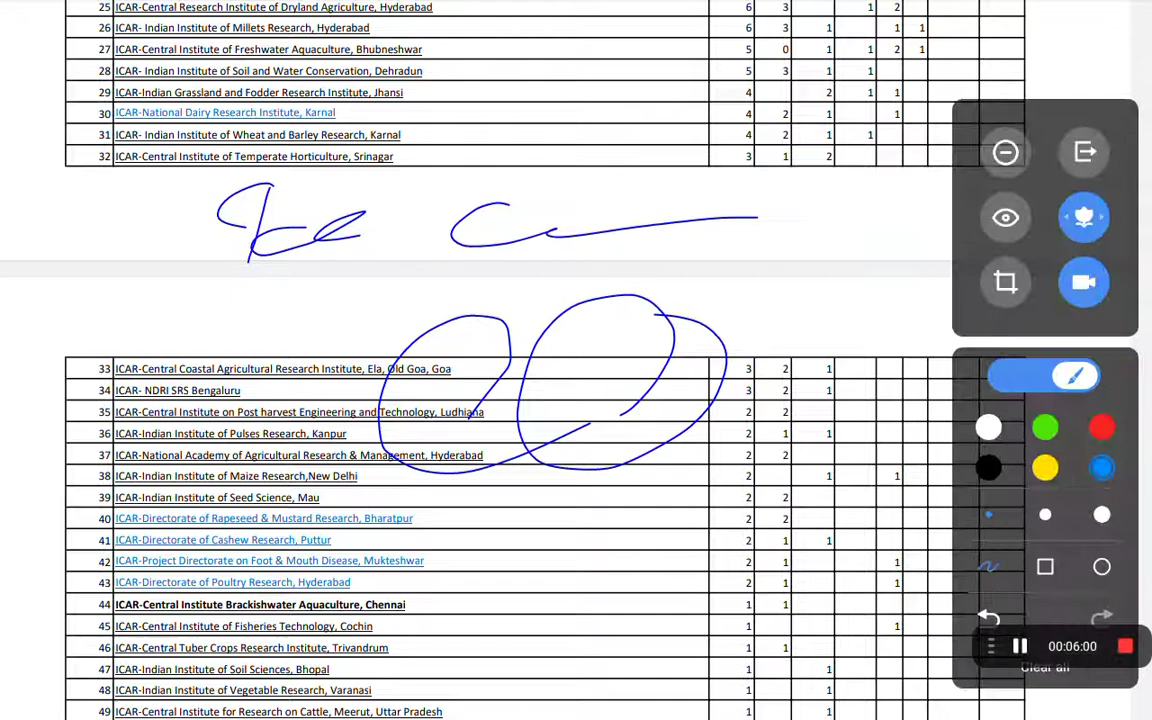 25 ICAR-Central Research Institute of Dryland Agriculture, Hyderabad 6 3 1 2
26 ICAR- Indian Institute of Millets Research, Hyderabad 6 3 1 1 1
27 ICAR-Central Institute of Freshwater Aquaculture, Bhubneshwar 5 0 1 1 2 1
28 ICAR- Indian Institute of Soil and Water Conservation, Dehradun 5 3 1 1
29 ICAR-Indian Grassland and Fodder Research Institute, Jhansi 4 2 1 1
30 ICAR-National Dairy Research Institute, Karnal 4 2 1 1
31 ICAR- Indian Institute of Wheat and Barley Research, Karnal 4 2 1 1
32 ICAR-Central Institute of Temperate Horticulture, Srinagar 3 1 2
33 ICAR-Central Coastal Agricultural Research Institute, Ela, Old Goa, Goa 3 2 1
34 ICAR- NDRI SRS Bengaluru 3 2 1
35 ICAR-Central Institute on Post harvest Engineering and Technology, Ludhiana 2 2
36 ICAR-Indian Institute of Pulses Research, Kanpur 2 1 1
37 ICAR-National Academy of Agricultural Research & Management, Hyderabad 2 2
38 ICAR-Indian Institute of Maize Research,New Delhi 2 1 1
39 ICAR-Indian Institute of Seed Science, Mau 2 2
40 ICAR-Directorate of Rapeseed & Mustard Research, Bharatpur 2 2
41 ICAR-Directorate of Cashew Research, Puttur 2 1 1
42 ICAR-Project Directorate on Foot & Mouth Disease, Mukteshwar 2 1 1
43 ICAR-Directorate of Poultry Research, Hyderabad 2 1 1
44 ICAR-Central Institute Brackishwater Aquaculture, Chennai 1 1
45 ICAR-Central Institute of Fisheries Technology, Cochin 1 1
46 ICAR-Central Tuber Crops Research Institute, Trivandrum 1 1
47 ICAR-Indian Institute of Soil Sciences, Bhopal 1 1
48 ICAR-Indian Institute of Vegetable Research, Varanasi 1 1
49 ICAR-Central Institute for Research on Cattle, Meerut, Uttar Pradesh 1 1
00:06:00
Clear all